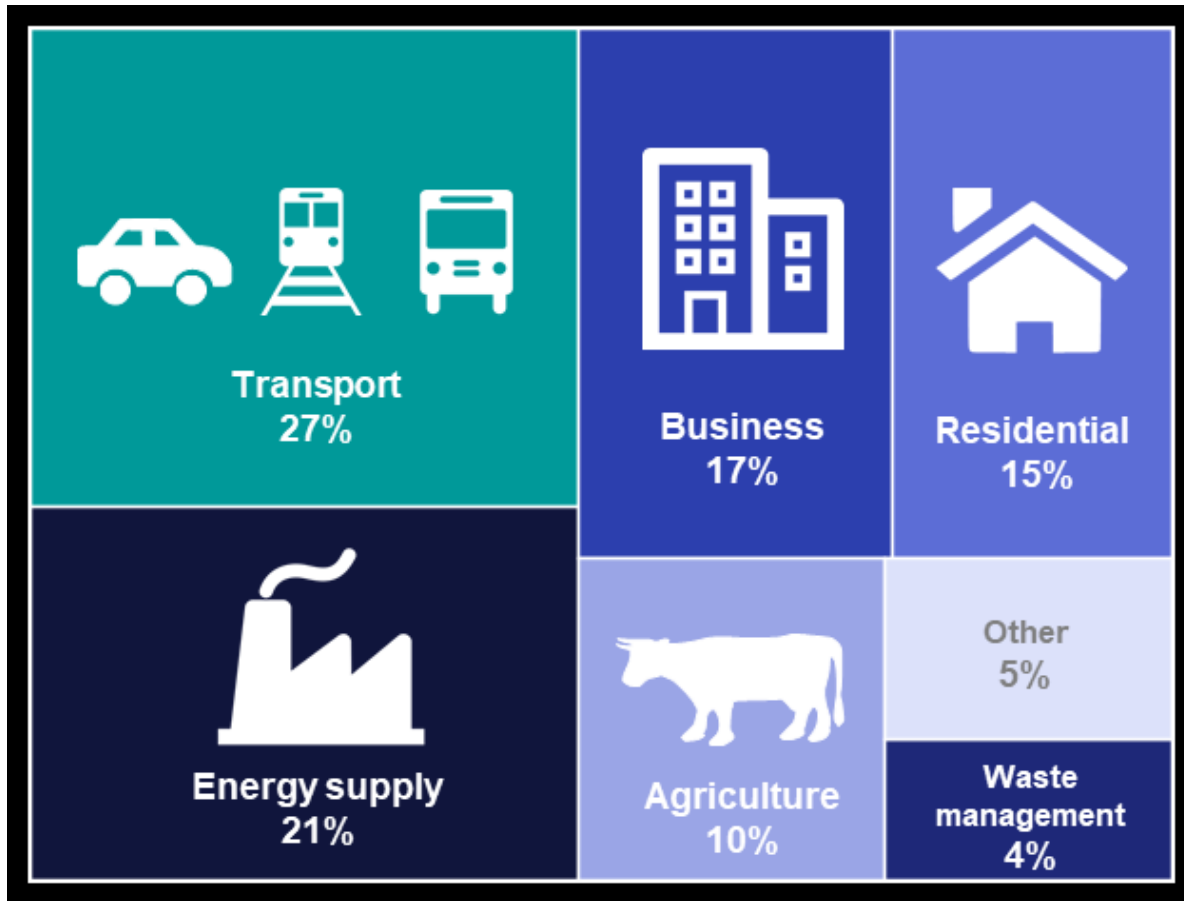 Transport
27%
Business
17%
Residential
15%
Energy supply
21%
Agriculture
10%
Other
5%
Waste
management
4%